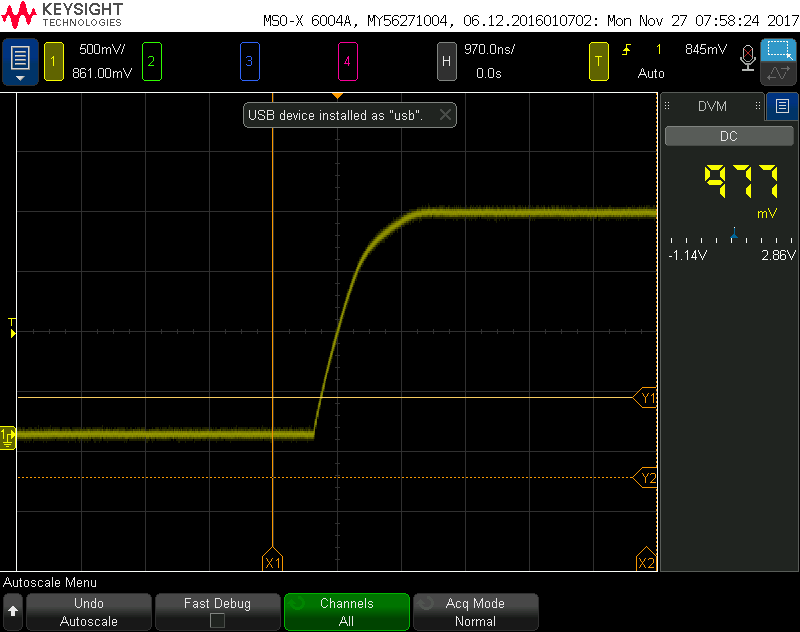 KEYSIGHT
TECHNOLOGIES
MSO-X 6004A, MY56271004, 06.12.2016010702: Mon Nov 27 07:58:24 2017
1 500mV/ 2 3 4 H 970.0ns/ T 1 845mV
861.00mV 0.0s Auto
USB device installed as "usb".
DVM
DC
977
mV
-1.14V 2.86V
T
Y1
1
Y2
X1 X2
Autoscale Menu
Undo Autoscale
Fast Debug
Channels
All
Acq Mode
Normal